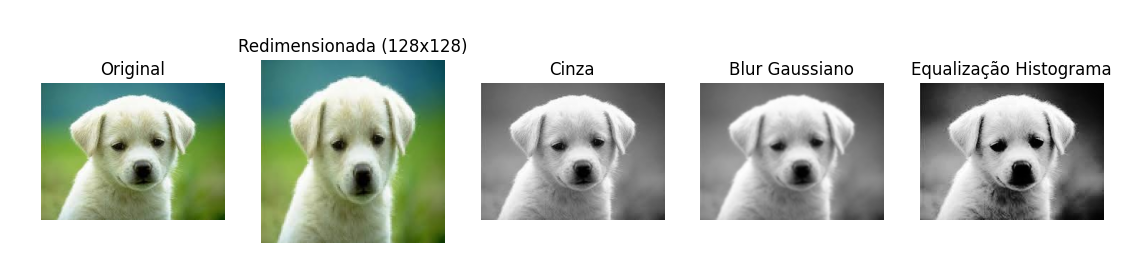 Original
Redimensionada (128x128)
Cinza
Blur Gaussiano
Equalização Histograma